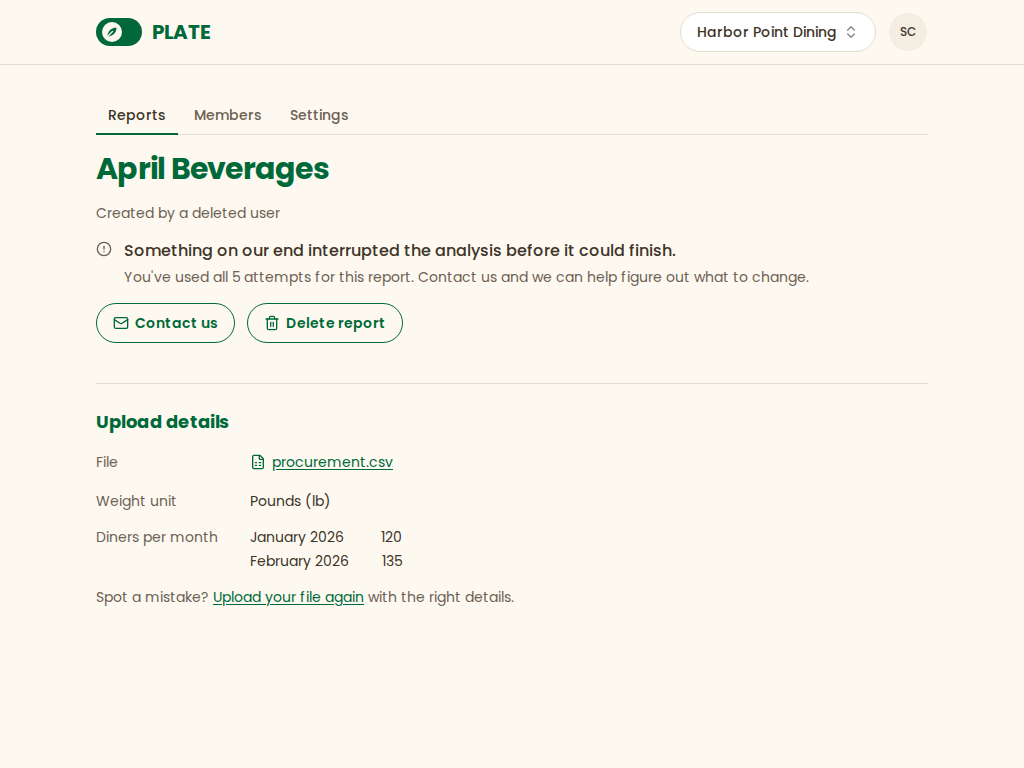 PLATE
Harbor Point Dining
SC
Reports Members Settings
April Beverages
Created by a deleted user
Something on our end interrupted the analysis before it could finish.
You've used all 5 attempts for this report. Contact us and we can help figure out what to change.
Contact us
Delete report
Upload details
File procurement.csv
Weight unit Pounds (lb)
Diners per month January 2026 120
February 2026 135
Spot a mistake? Upload your file again with the right details.